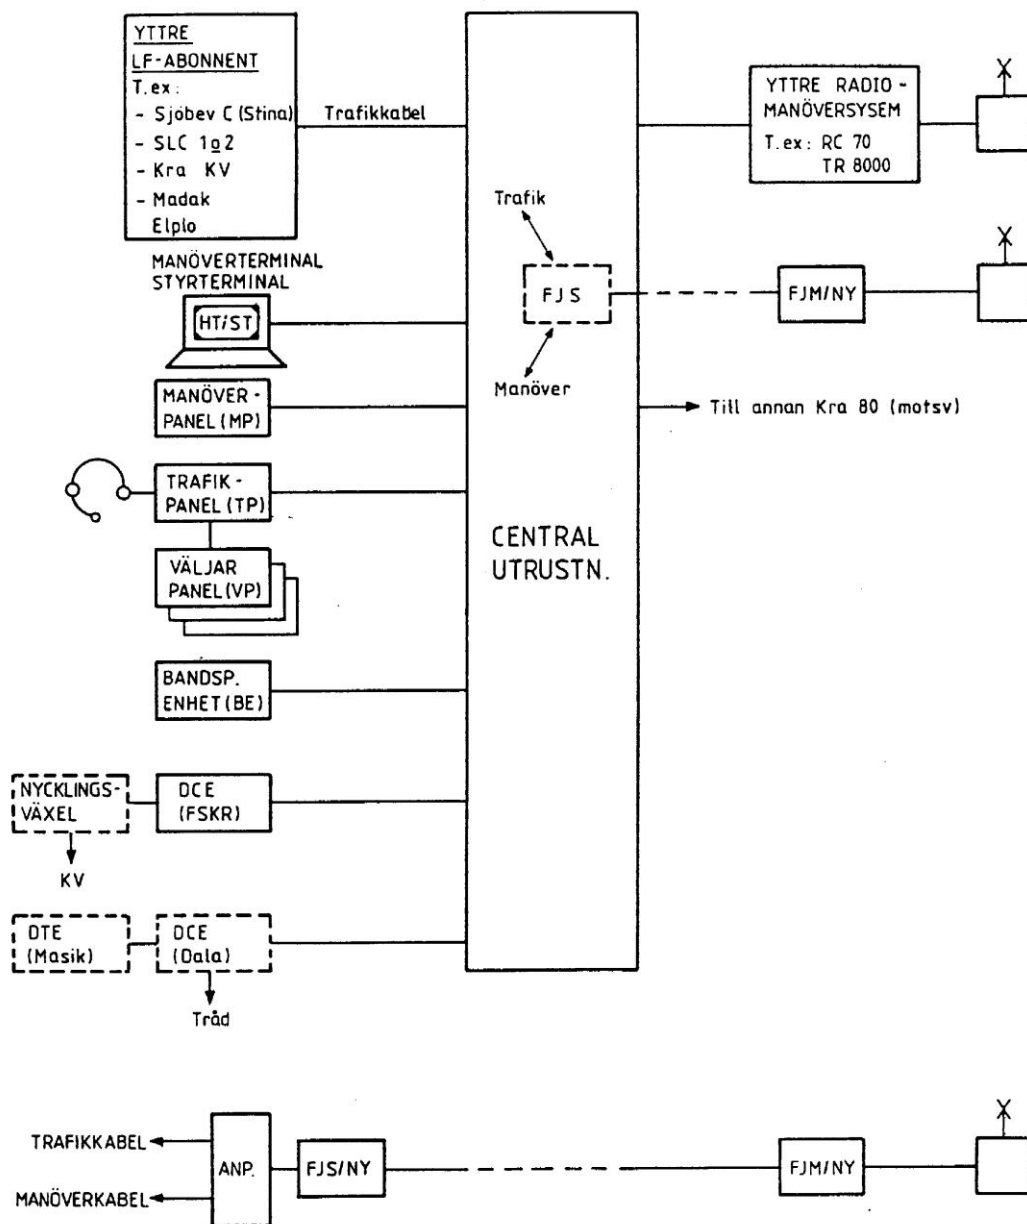 YTTRE
LF-ABONNENT
T.ex:
- Sjöbev C (Stina)
- SLC 1 o 2
- Kra KV
- Madak
Elplo
Trafikkabel
YTTRE RADIO-
MANÖVERSYSEM
T.ex: RC 70
TR 8000
MANÖVERTERMINAL
STYRTERMINAL
HT/ST
Trafik
FJS
Manöver
FJM/NY
MANÖVER-
PANEL (MP)
Till annan Kra 80 (motsv)
TRAFIK-
PANEL (TP)
VÄLJAR
PANEL (VP)
CENTRAL
UTRUSTN.
BANDSP.
ENHET (BE)
NYCKLINGS-
VÄXEL
KV
DCE
(FSKR)
DTE
(Masik)
DCE
(Dala)
Tråd
TRAFIKKABEL
MANÖVERKABEL
ANP.
FJS/NY
FJM/NY